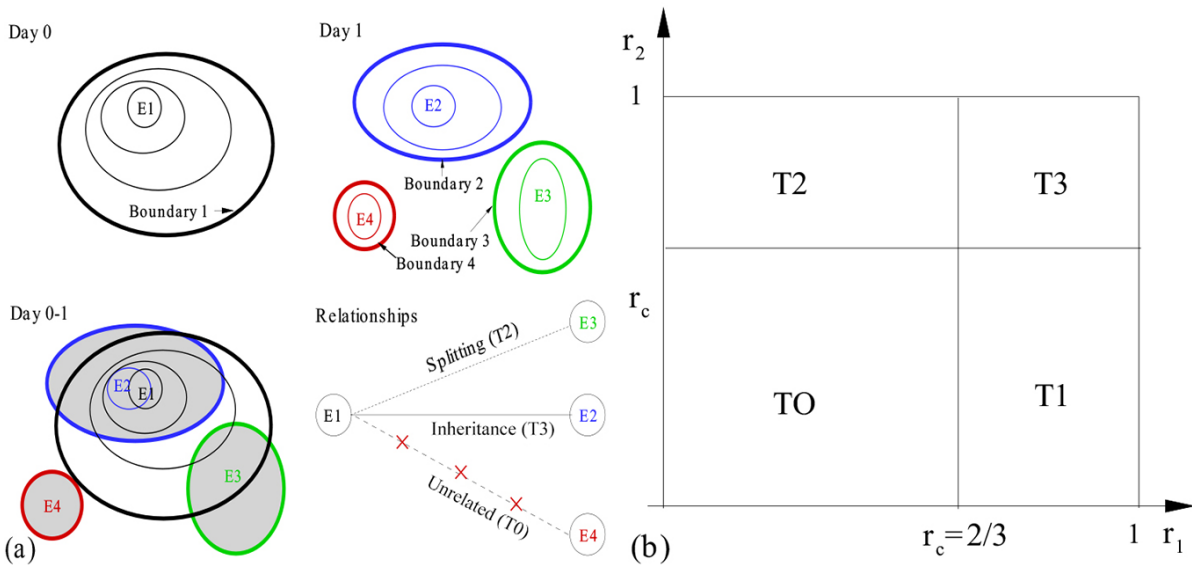 Day 0
E1
Boundary 1
Day 1
E2
Boundary 2
E3
E4
Boundary 3
Boundary 4
Day 0-1
E2
E1
E3
E4
Relationships
E3
Splitting (T2)
E1
E2
Inheritance (T3)
Unrelated (T0)
E4
(a)
r2
1
T2
T3
rc
TO
T1
rc=2/3
1
r1
(b)